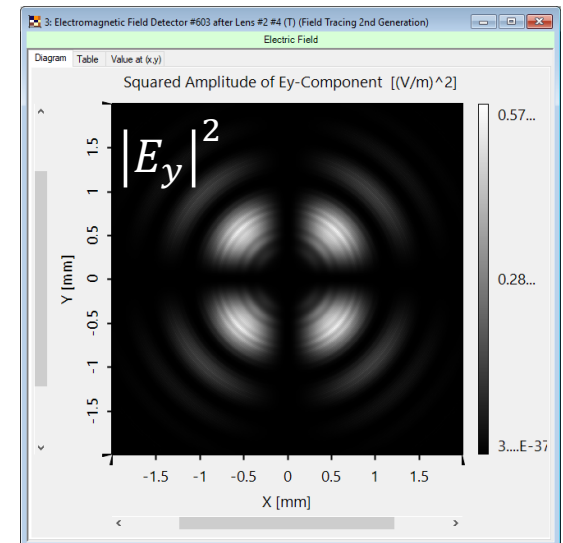 3: Electromagnetic Field Detector #603 after Lens #2 #4 (T) (Field Tracing 2nd Generation)
Electric Field
Diagram Table Value at (x,y)
Squared Amplitude of Ey-Component [(V/m)^2]
|E_y|^2
0.57...
0.28...
3....E-37
Y [mm]
1.5
1
0.5
0
-0.5
-1
-1.5
-1.5 -1 -0.5 0 0.5 1 1.5
X [mm]